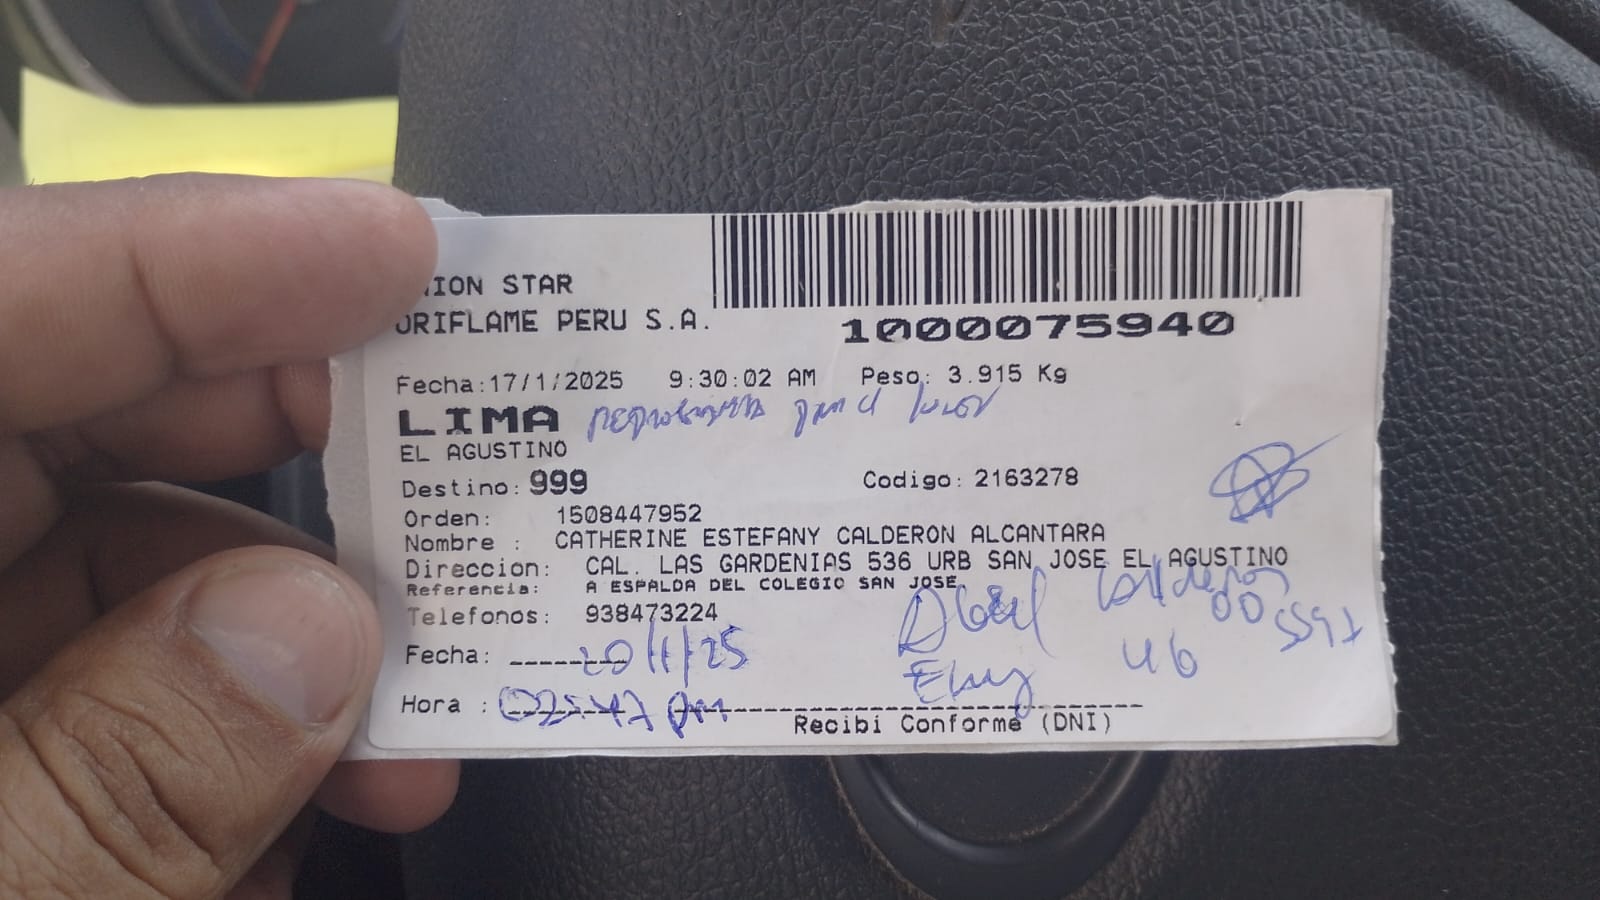 ION STAR
ORIFLAME PERU S.A.
1000075940
Fecha:17/1/2025 9:30:02 AM Peso: 3.915 Kg
LIMA
EL AGUSTINO
Destino: 999 Codigo: 2163278
Orden: 1508447952
Nombre : CATHERINE ESTEFANY CALDERON ALCANTARA
Direccion: CAL. LAS GARDENIAS 536 URB SAN JOSE EL AGUSTINO
Referencia: A ESPALDA DEL COLEGIO SAN JOSE.
Telefonos: 938473224
Calderon
Fecha: 20/1/25 46
Hora : pm
Recibi Conforme (DNI)